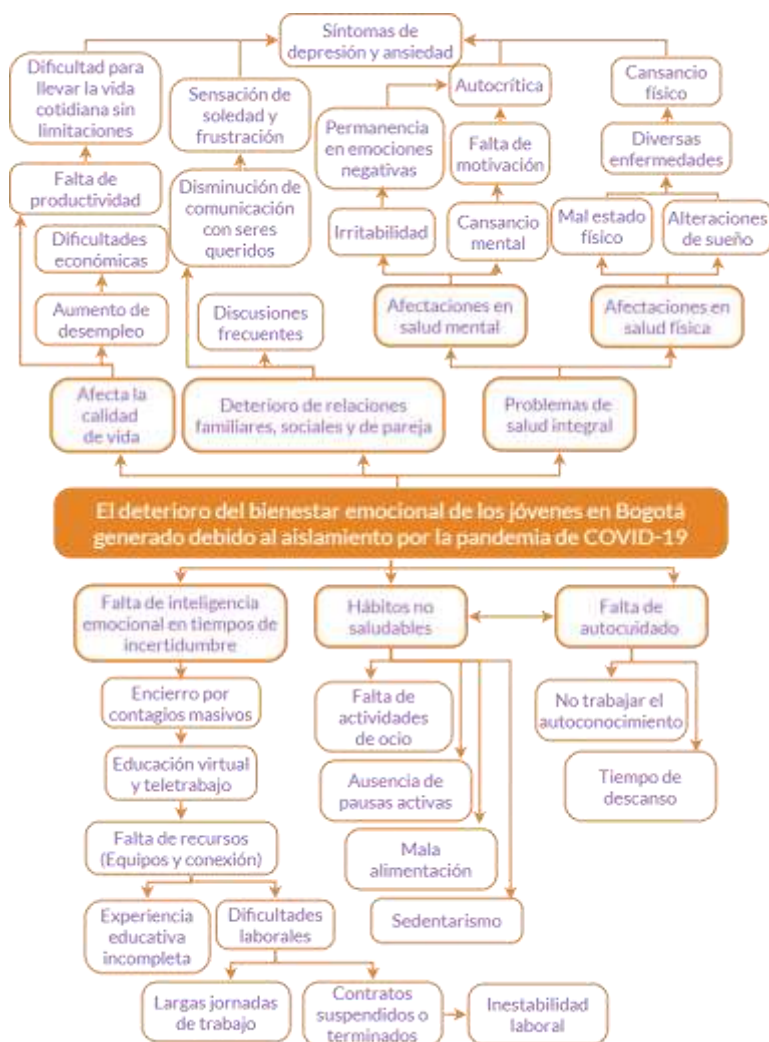 Síntomas de
depresión y ansiedad
Dificultad para
llevar la vida
cotidiana sin
limitaciones
Sensación de
soledad y
frustración
Autocrítica
Cansancio
físico
Permanencia
en emociones
negativas
Falta de
motivación
Diversas
enfermedades
Falta de
productividad
Disminución de
comunicación
con seres
queridos
Irritabilidad
Cansancio
mental
Mal estado
físico
Alteraciones
de sueño
Dificultades
económicas
Aumento de
desempleo
Discusiones
frecuentes
Afectaciones en
salud mental
Afectaciones en
salud física
Afecta la
calidad
de vida
Deterioro de relaciones
familiares, sociales y de pareja
Problemas de
salud integral
El deterioro del bienestar emocional de los jóvenes en Bogotá
generado debido al aislamiento por la pandemia de COVID-19
Falta de inteligencia
emocional en tiempos de
incertidumbre
Hábitos no
saludables
Falta de
autocuidado
Encierro por
contagios masivos
Falta de
actividades
de ocio
No trabajar el
autoconocimiento
Educación virtual
y teletrabajo
Ausencia de
pausas activas
Tiempo de
descanso
Falta de recursos
(Equipos y conexión)
Mala
alimentación
Experiencia
educativa
incompleta
Dificultades
laborales
Sedentarismo
Largas jornadas
de trabajo
Contratos
suspendidos o
terminados
Inestabilidad
laboral